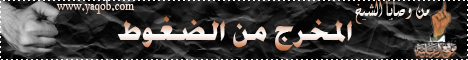 www.yaqob.com
من وصايا الشيخ
المخرج من الضغوط